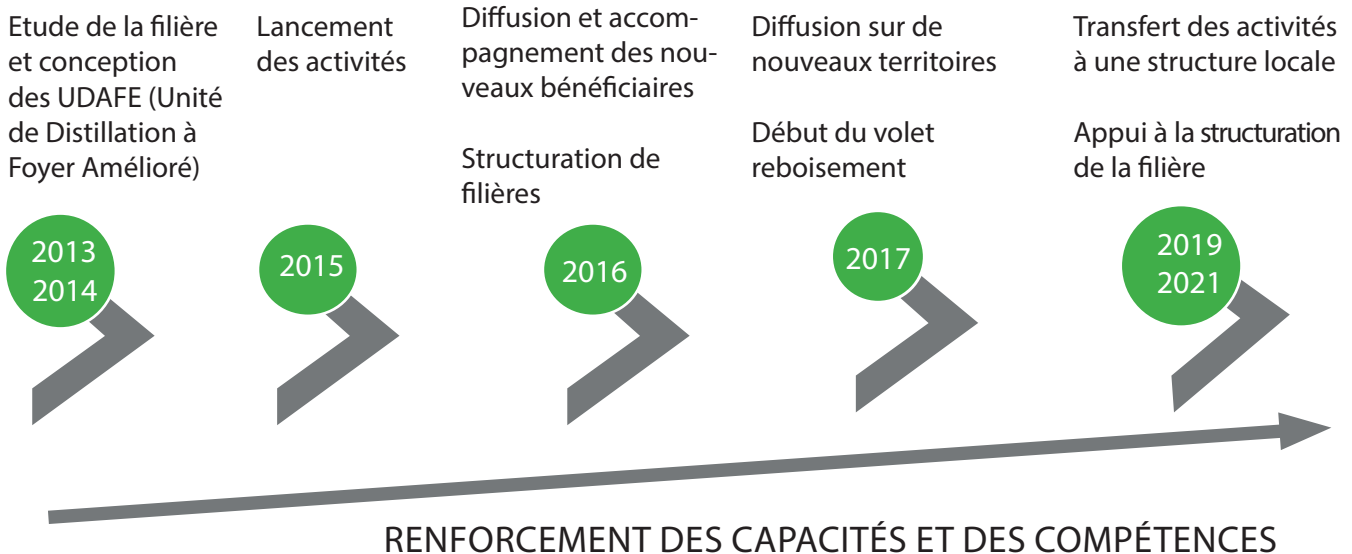 Etude de la filière
et conception
des UDAFE (Unité
de Distillation à
Foyer Amélioré)
2013
2014
Lancement
des activités
2015
Diffusion et accom-
pagnement des nou-
veaux bénéficiaires
Structuration de
filières
2016
Diffusion sur de
nouveaux territoires
Début du volet
reboisement
2017
Transfert des activités
à une structure locale
Appui à la structuration
de la filière
2019
2021
RENFORCEMENT DES CAPACITÉS ET DES COMPÉTENCES